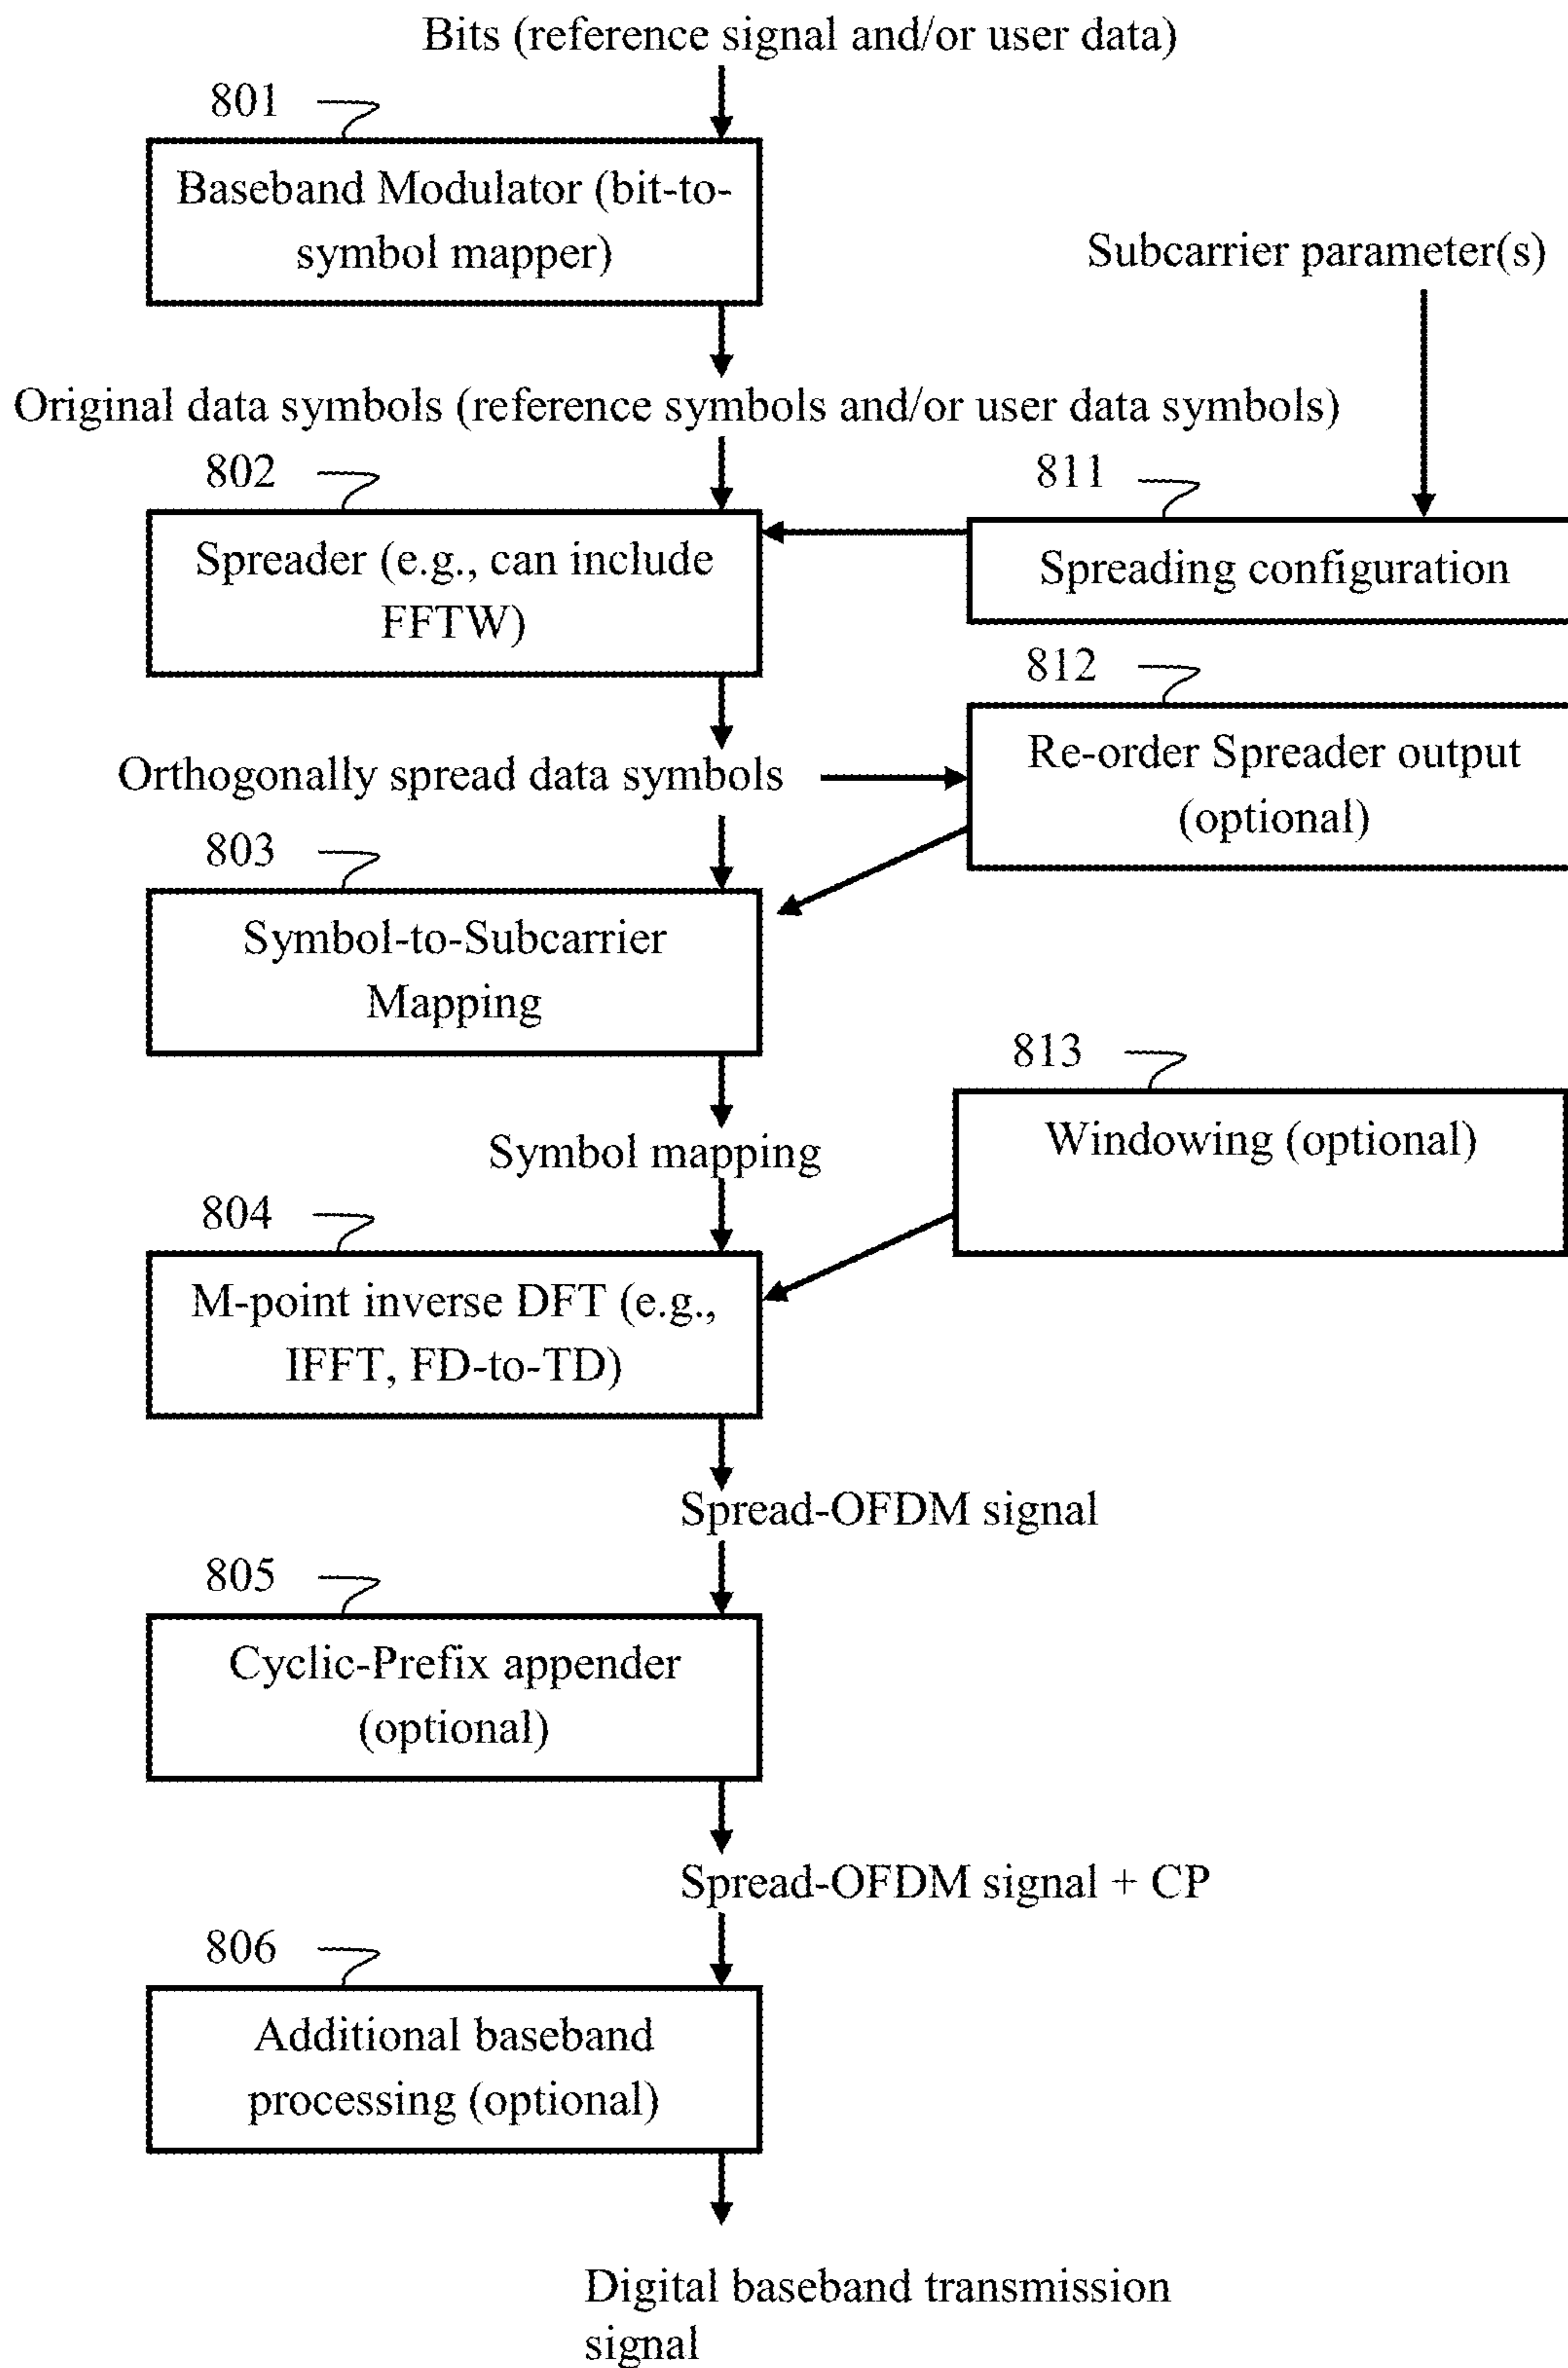 Bits (reference signal and/or user data)
801
Baseband Modulator (bit-to-
symbol mapper)
Subcarrier parameter(s)
Original data symbols (reference symbols and/or user data symbols)
802
811
Spreader (e.g., can include
FFTW)
Spreading configuration
812
Re-order Spreader output
(optional)
Orthogonally spread data symbols
803
Symbol-to-Subcarrier
Mapping
813
Windowing (optional)
Symbol mapping
804
M-point inverse DFT (e.g.,
IFFT, FD-to-TD)
Spread-OFDM signal
805
Cyclic-Prefix appender
(optional)
Spread-OFDM signal + CP
806
Additional baseband
processing (optional)
Digital baseband transmission
signal